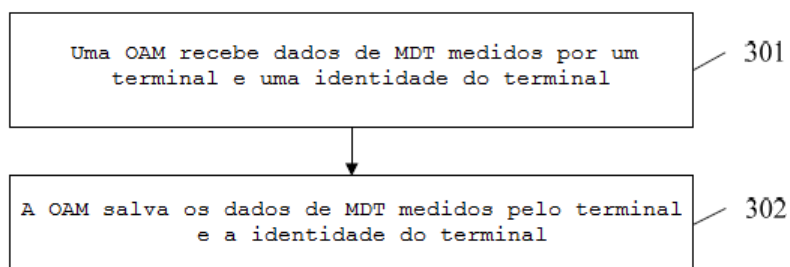 Uma OAM recebe dados de MDT medidos por um
terminal e uma identidade do terminal
301
A OAM salva os dados de MDT medidos pelo terminal
e a identidade do terminal
302